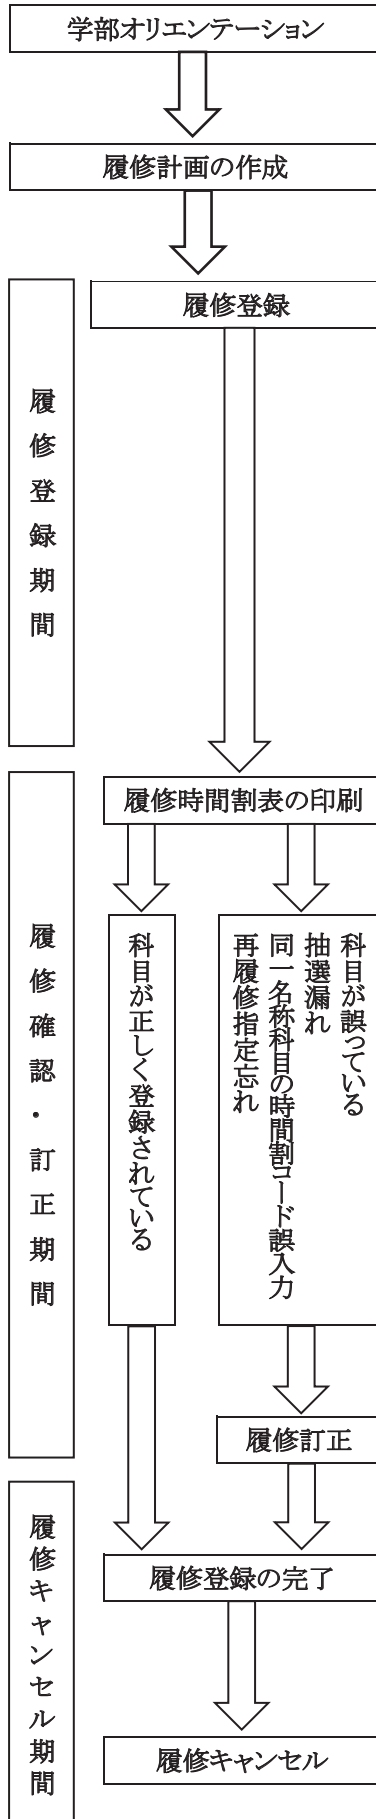 学部オリエンテーション
履修計画の作成
履修登録
履修登録期間
履修時間割表の印刷
履修確認・訂正期間
科目が正しく登録されている
科目が誤っている
抽選漏れ
同一名称科目の時間割コード誤入力
再履修指定忘れ
履修訂正
履修キャンセル期間
履修登録の完了
履修キャンセル